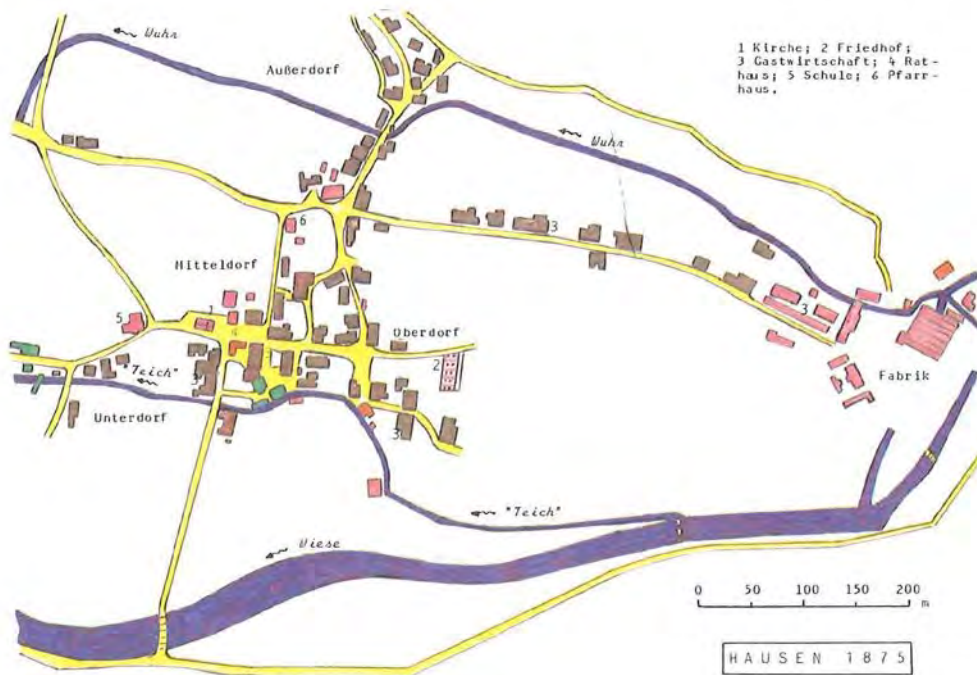 Wuhr
Außerdorf
1 Kirche; 2 Friedhof;
3 Gastwirtschaft; 4 Rat-
haus; 5 Schule; 6 Pfarr-
haus.
Wuhr
6
3
Mitteldorf
5
1
4
Oberdorf
3
2
Fabrik
"Teich"
3
Unterdorf
3
"Teich"
Wiese
0 50 100 150 200
m
HAUSEN 1875